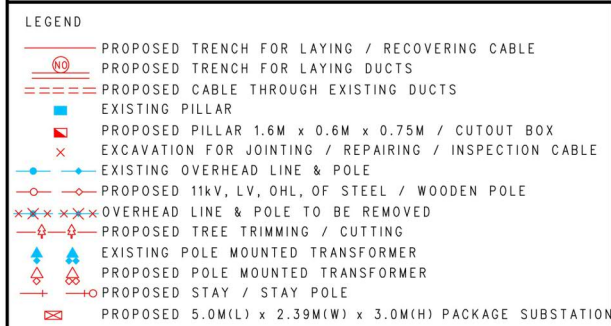 LEGEND
PROPOSED TRENCH FOR LAYING / RECOVERING CABLE
NO PROPOSED TRENCH FOR LAYING DUCTS
PROPOSED CABLE THROUGH EXISTING DUCTS
EXISTING PILLAR
PROPOSED PILLAR 1.6M x 0.6M x 0.75M / CUTOUT BOX
EXCAVATION FOR JOINTING / REPAIRING / INSPECTION CABLE
EXISTING OVERHEAD LINE & POLE
PROPOSED 11kV, LV, OHL, OF STEEL / WOODEN POLE
OVERHEAD LINE & POLE TO BE REMOVED
PROPOSED TREE TRIMMING / CUTTING
EXISTING POLE MOUNTED TRANSFORMER
PROPOSED POLE MOUNTED TRANSFORMER
PROPOSED STAY / STAY POLE
PROPOSED 5.0M(L) x 2.39M(W) x 3.0M(H) PACKAGE SUBSTATION